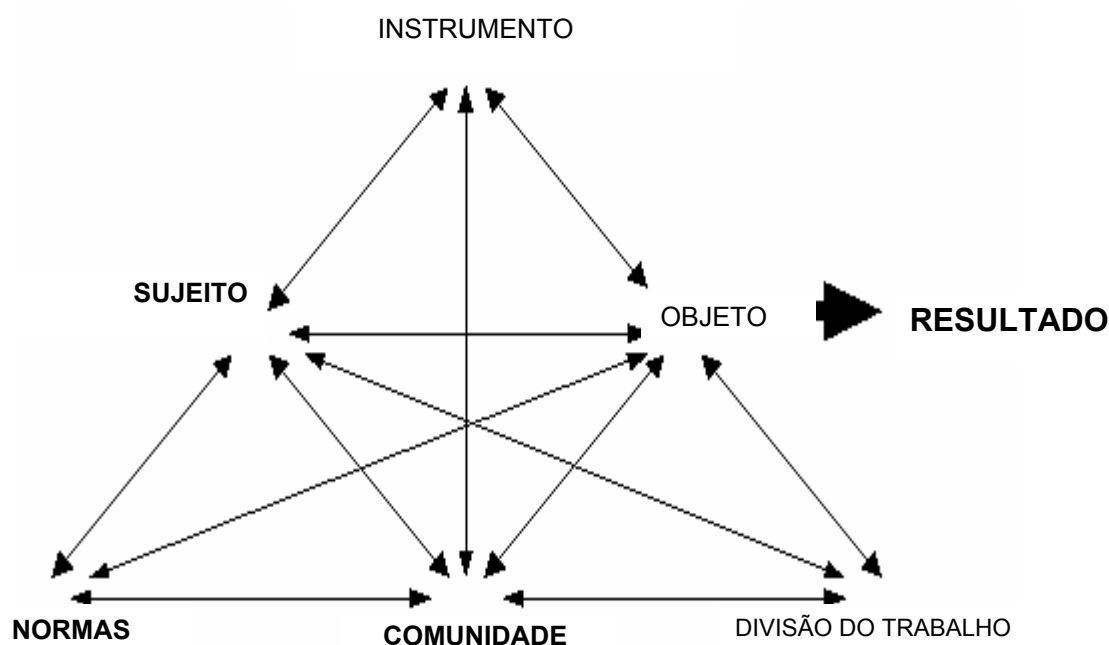 INSTRUMENTO
SUJEITO
OBJETO
RESULTADO
NORMAS
COMUNIDADE
DIVISÃO DO TRABALHO